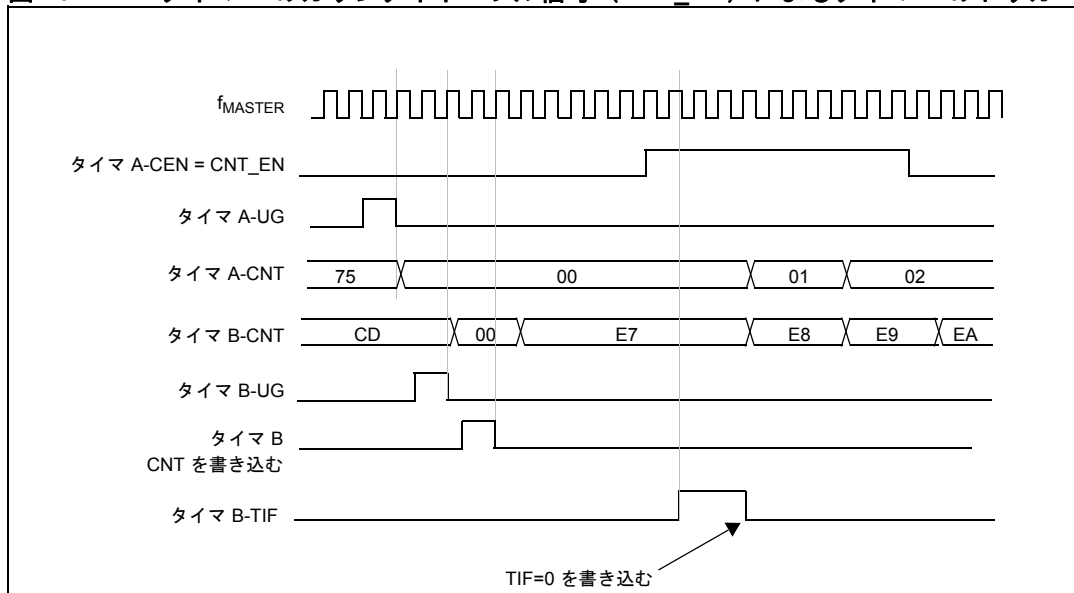 fMASTER
タイマ A-CEN = CNT_EN
タイマ A-UG
タイマ A-CNT
75 00 01 02
タイマ B-CNT
CD 00 E7 E8 E9 EA
タイマ B-UG
タイマ B
CNT を書き込む
タイマ B-TIF
TIF=0 を書き込む